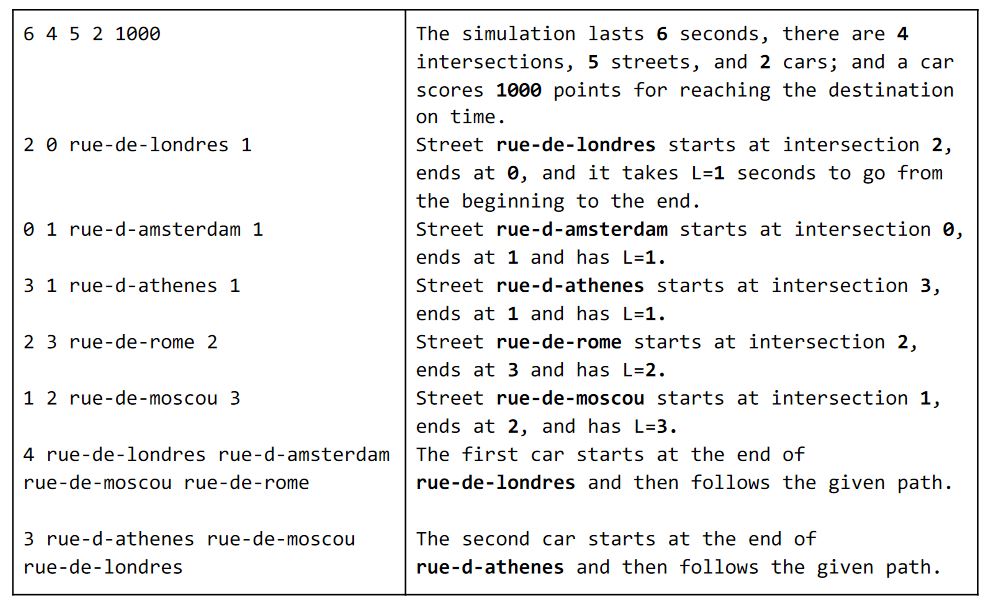 6 4 5 2 1000
The simulation lasts 6 seconds, there are 4
intersections, 5 streets, and 2 cars; and a car
scores 1000 points for reaching the destination
on time.
2 0 rue-de-londres 1
Street rue-de-londres starts at intersection 2,
ends at 0, and it takes L=1 seconds to go from
the beginning to the end.
0 1 rue-d-amsterdam 1
Street rue-d-amsterdam starts at intersection 0,
ends at 1 and has L=1.
3 1 rue-d-athenes 1
Street rue-d-athenes starts at intersection 3,
ends at 1 and has L=1.
2 3 rue-de-rome 2
Street rue-de-rome starts at intersection 2,
ends at 3 and has L=2.
1 2 rue-de-moscou 3
Street rue-de-moscou starts at intersection 1,
ends at 2, and has L=3.
4 rue-de-londres rue-d-amsterdam
rue-de-moscou rue-de-rome
The first car starts at the end of
rue-de-londres and then follows the given path.
3 rue-d-athenes rue-de-moscou
rue-de-londres
The second car starts at the end of
rue-d-athenes and then follows the given path.